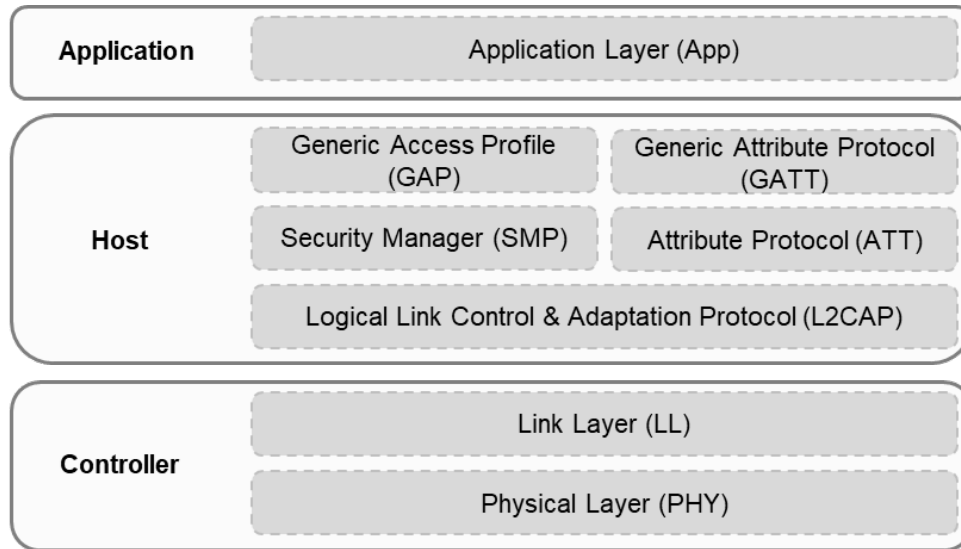 Application
Application Layer (App)
Host
Generic Access Profile
(GAP)
Generic Attribute Protocol
(GATT)
Security Manager (SMP)
Attribute Protocol (ATT)
Logical Link Control & Adaptation Protocol (L2CAP)
Controller
Link Layer (LL)
Physical Layer (PHY)